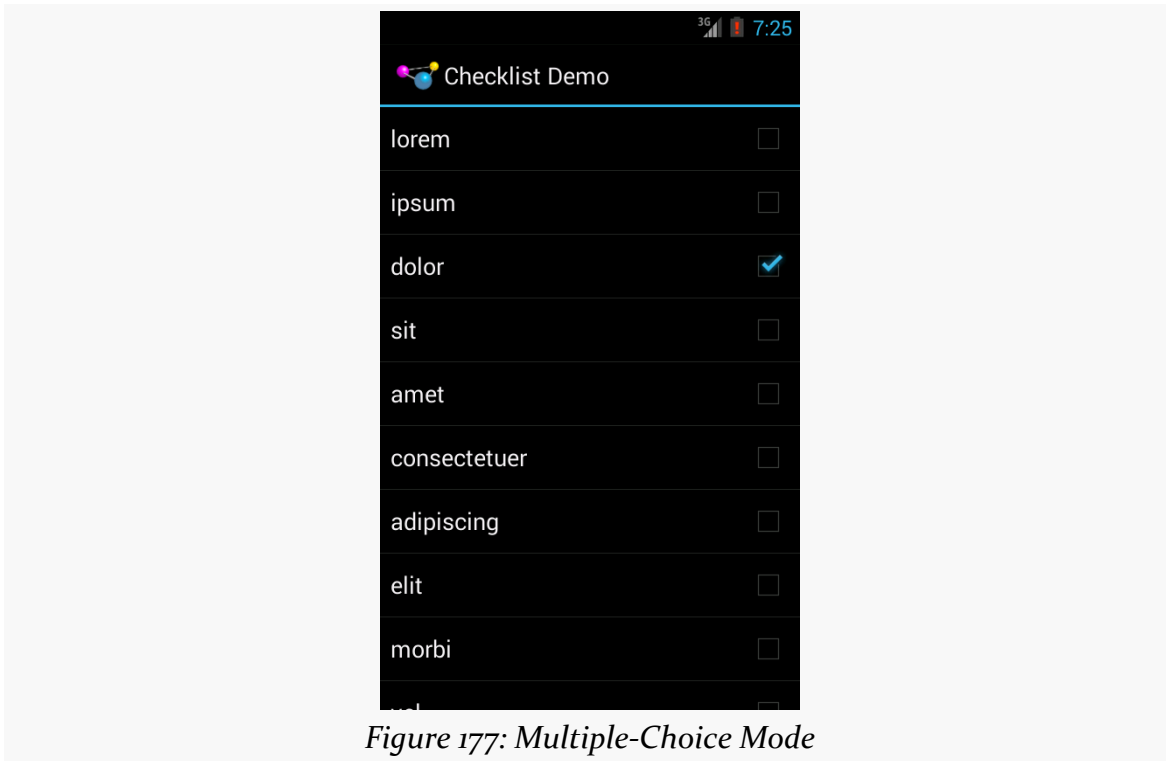 3G 7:25
Checklist Demo
lorem
ipsum
dolor
sit
amet
consectetuer
adipiscing
elit
morbi
Figure 177: Multiple-Choice Mode